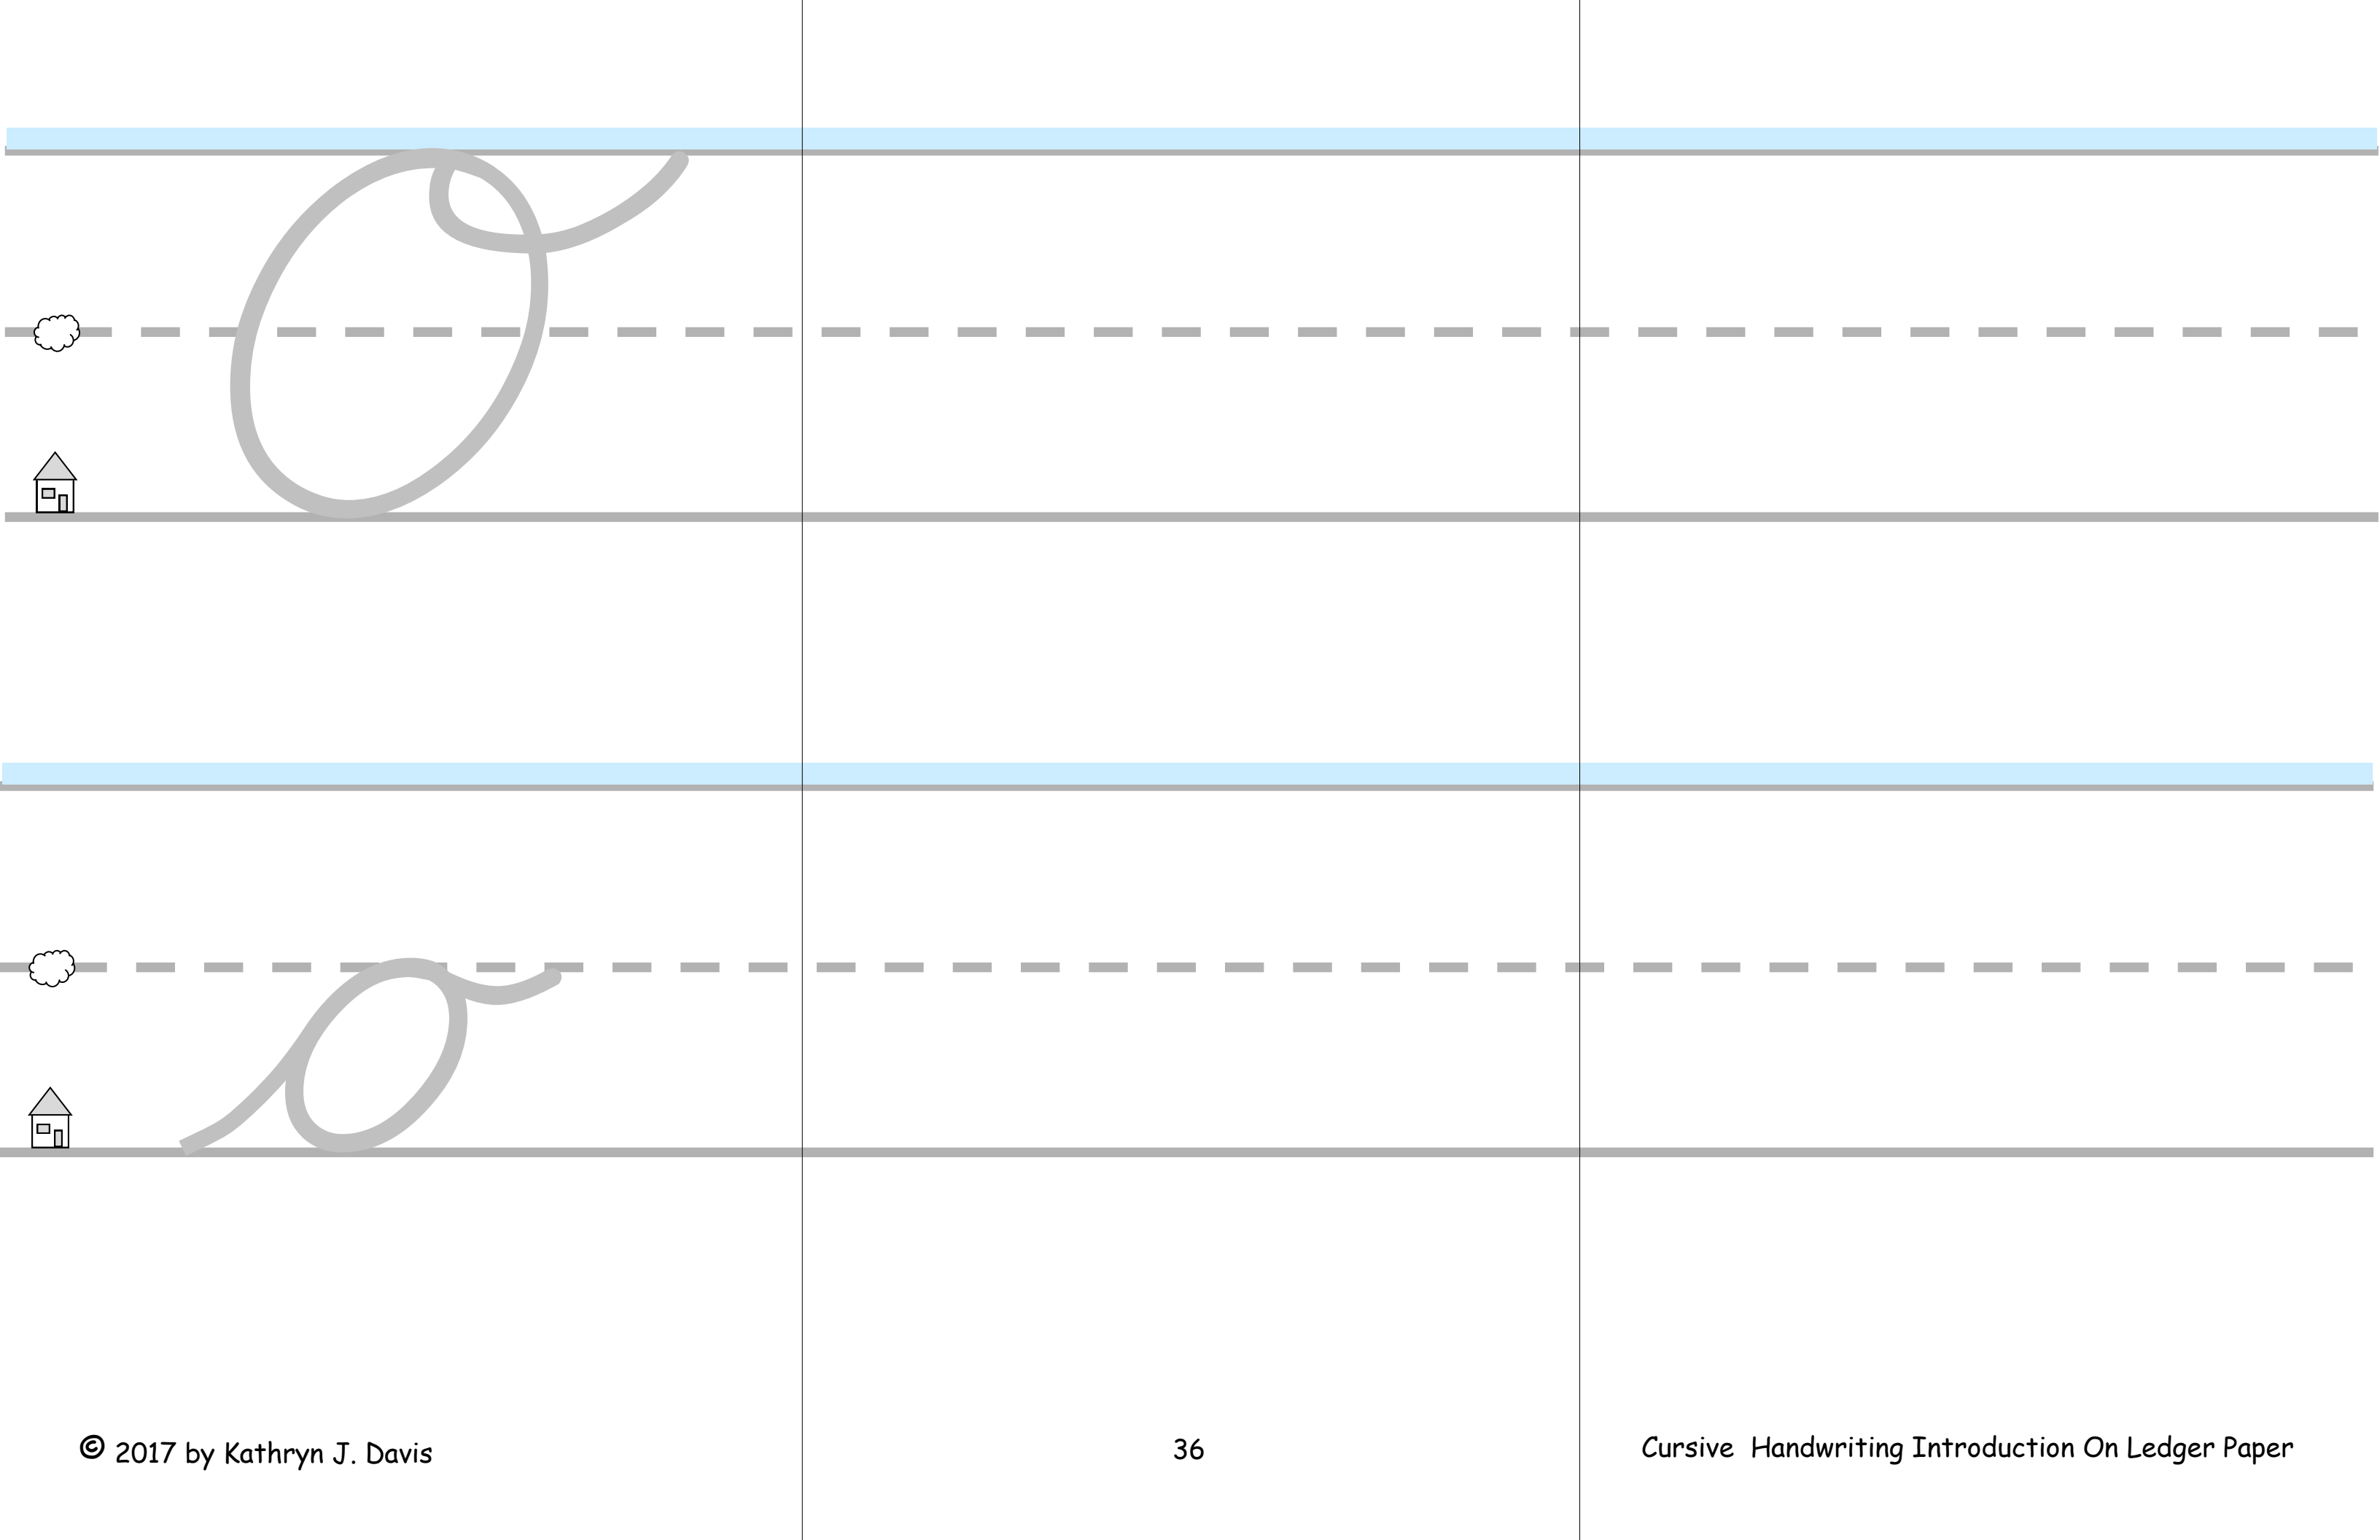 O
o
© 2017 by Kathryn J. Davis
36
Cursive Handwriting Introduction On Ledger Paper